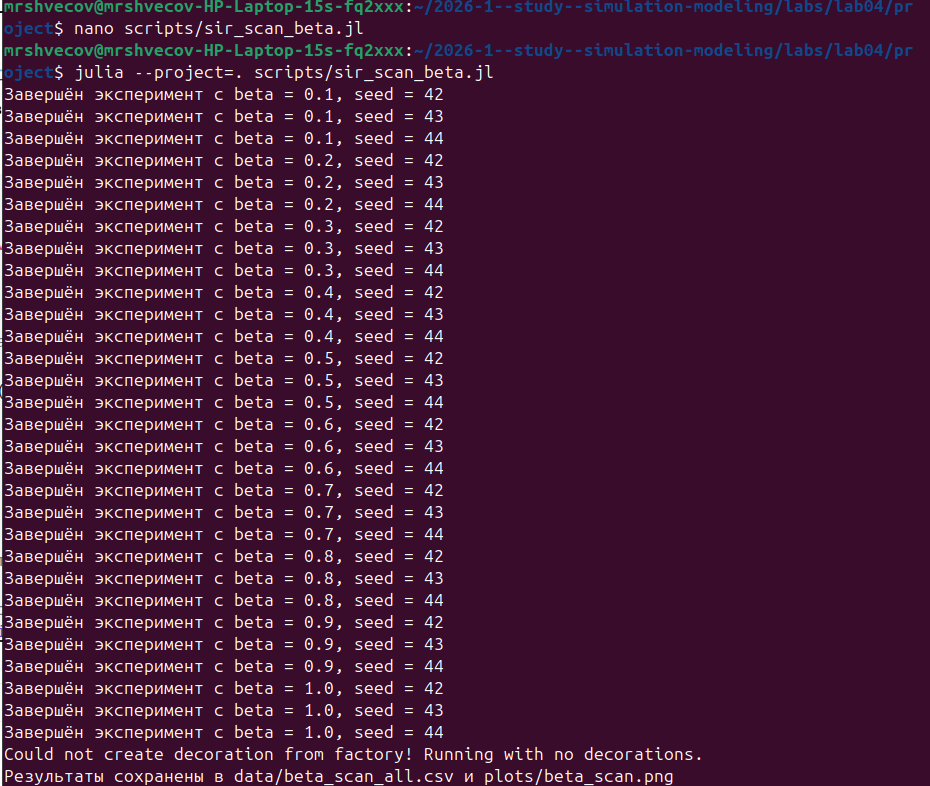 mrshvecov@mrshvecov-HP-Laptop-15s-fq2xxx:~/2026-1--study--simulation-modeling/labs/lab04/pr
oject$ nano scripts/sir_scan_beta.jl
mrshvecov@mrshvecov-HP-Laptop-15s-fq2xxx:~/2026-1--study--simulation-modeling/labs/lab04/pr
oject$ julia --project=. scripts/sir_scan_beta.jl
Завершён эксперимент с beta = 0.1, seed = 42
Завершён эксперимент с beta = 0.1, seed = 43
Завершён эксперимент с beta = 0.1, seed = 44
Завершён эксперимент с beta = 0.2, seed = 42
Завершён эксперимент с beta = 0.2, seed = 43
Завершён эксперимент с beta = 0.2, seed = 44
Завершён эксперимент с beta = 0.3, seed = 42
Завершён эксперимент с beta = 0.3, seed = 43
Завершён эксперимент с beta = 0.3, seed = 44
Завершён эксперимент с beta = 0.4, seed = 42
Завершён эксперимент с beta = 0.4, seed = 43
Завершён эксперимент с beta = 0.4, seed = 44
Завершён эксперимент с beta = 0.5, seed = 42
Завершён эксперимент с beta = 0.5, seed = 43
Завершён эксперимент с beta = 0.5, seed = 44
Завершён эксперимент с beta = 0.6, seed = 42
Завершён эксперимент с beta = 0.6, seed = 43
Завершён эксперимент с beta = 0.6, seed = 44
Завершён эксперимент с beta = 0.7, seed = 42
Завершён эксперимент с beta = 0.7, seed = 43
Завершён эксперимент с beta = 0.7, seed = 44
Завершён эксперимент с beta = 0.8, seed = 42
Завершён эксперимент с beta = 0.8, seed = 43
Завершён эксперимент с beta = 0.8, seed = 44
Завершён эксперимент с beta = 0.9, seed = 42
Завершён эксперимент с beta = 0.9, seed = 43
Завершён эксперимент с beta = 0.9, seed = 44
Завершён эксперимент с beta = 1.0, seed = 42
Завершён эксперимент с beta = 1.0, seed = 43
Завершён эксперимент с beta = 1.0, seed = 44
Could not create decoration from factory! Running with no decorations.
Результаты сохранены в data/beta_scan_all.csv и plots/beta_scan.png